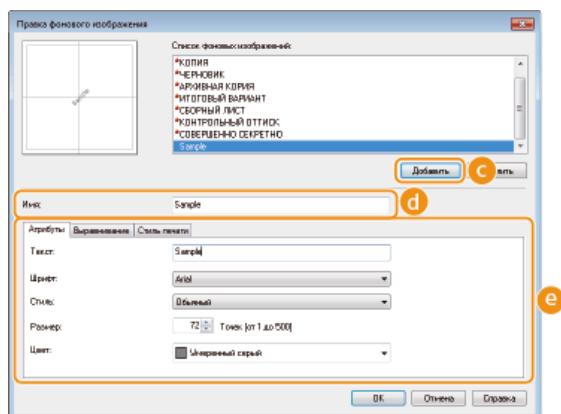 Правка фонового изображения
Список фоновых изображений:
*КОПИЯ
*ЧЕРНОВИК
*АРХИВНАЯ КОПИЯ
*ИТОГОВЫЙ ВАРИАНТ
*СБОРНЫЙ ЛИСТ
*КОНТРОЛЬНЫЙ ОТТИСК
*СОВЕРШЕННО СЕКРЕТНО
Sample
Sample
Добавить c
Имя: Sample d
Атрибуты Выравнивание Стиль печати
Текст: Sample
Шрифт: Arial
Стиль: Обычный
e
Размер: 72 Точек [от 1 до 500]
Цвет: Умеренный серый
OK Отмена Справка